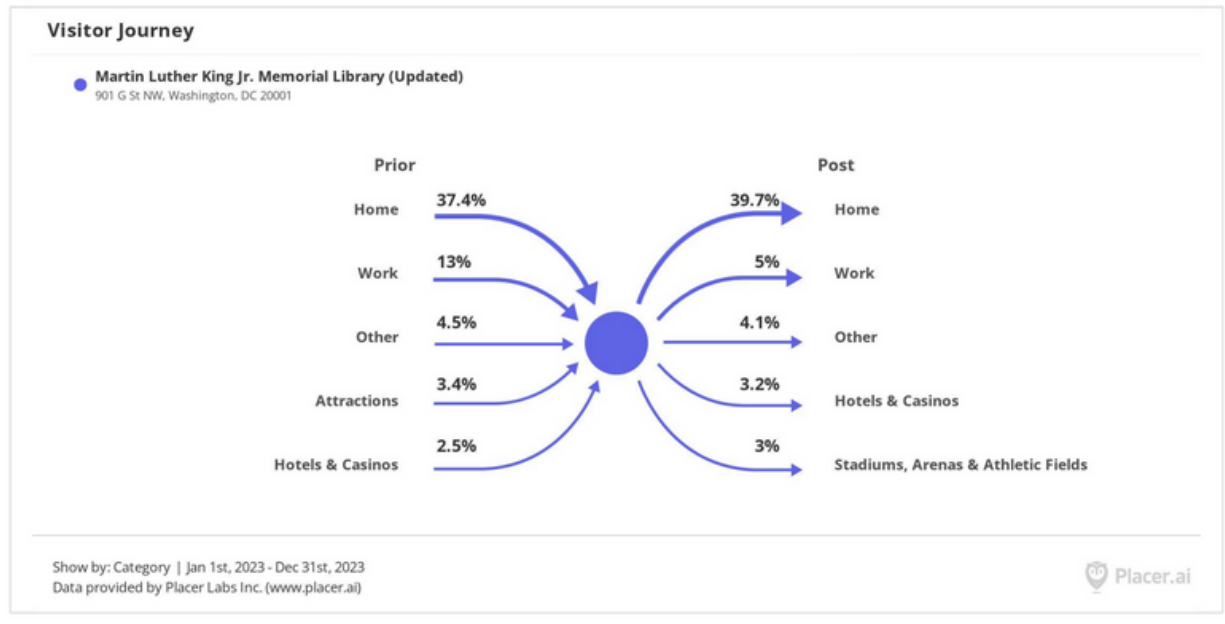 Visitor Journey
Martin Luther King Jr. Memorial Library (Updated)
901 G St NW, Washington, DC 20001
Prior
Post
Home
37.4%
39.7%
Home
Work
13%
5%
Work
Other
4.5%
4.1%
Other
Attractions
3.4%
3.2%
Hotels & Casinos
Hotels & Casinos
2.5%
3%
Stadiums, Arenas & Athletic Fields
Show by: Category | Jan 1st, 2023 - Dec 31st, 2023
Data provided by Placer Labs Inc. (www.placer.ai)
Placer.ai